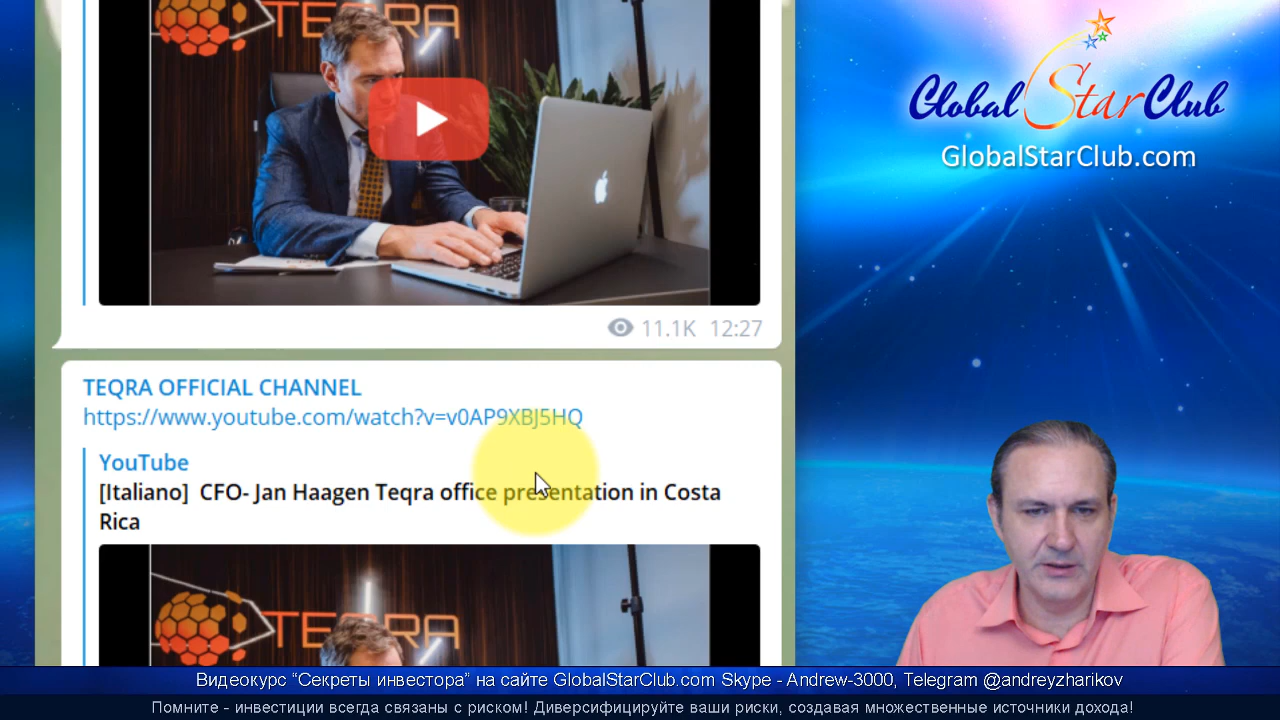 TEQRA
11.1K 12:27
TEQRA OFFICIAL CHANNEL
https://www.youtube.com/watch?v=v0AP9XBJ5HQ
YouTube
[Italiano] CFO- Jan Haagen Teqra office presentation in Costa
Rica
TEQRA
Global Star Club
GlobalStarClub.com
Видеокурс "Секреты инвестора" на сайте GlobalStarClub.com Skype - Andrew-3000, Telegram @andreyzharikov
Помните - инвестиции всегда связаны с риском! Диверсифицируйте ваши риски, создавая множественные источники дохода!